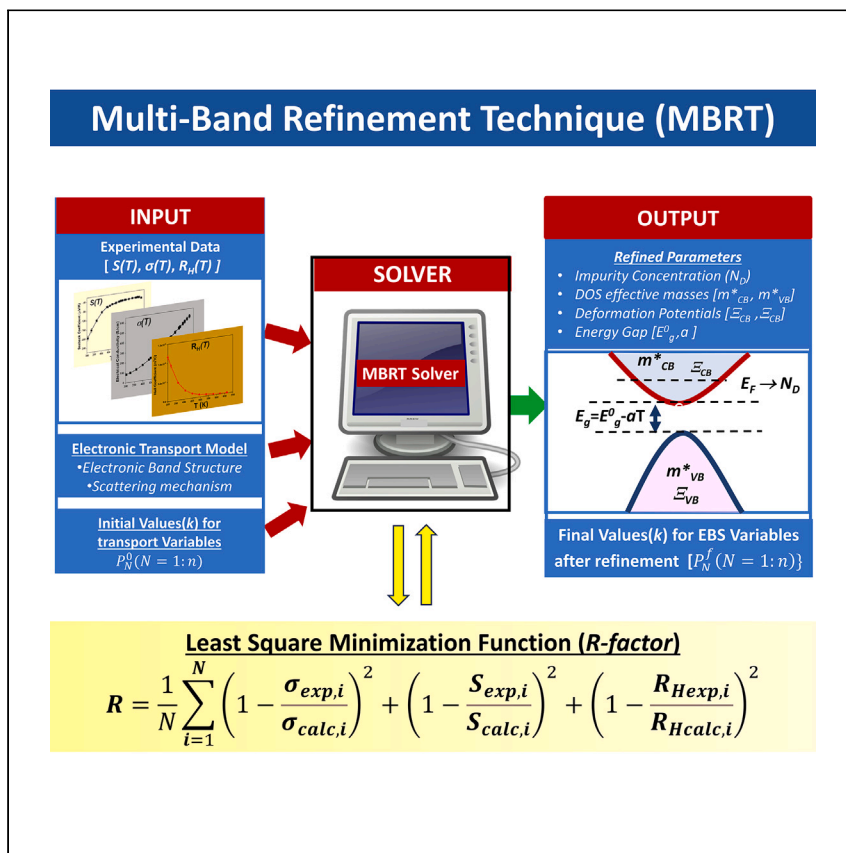 Multi-Band Refinement Technique (MBRT)
INPUT
Experimental Data
[ S(T), σ(T), R_H(T) ]
S(T)
σ(T)
R_H(T)
T (K)
Electronic Transport Model
•Electronic Band Structure
•Scattering mechanism
Initial Values(k) for
transport Variables
P_N^0(N = 1:n)
SOLVER
MBRT Solver
OUTPUT
Refined Parameters
• Impurity Concentration (N_D)
• DOS effective masses [m*_CB, m*_VB]
• Deformation Potentials [Ξ_CB ,Ξ_CB]
• Energy Gap [E^0_g,a ]
m*_CB Ξ_CB
E_F → N_D
E_g=E^0_g-aT
m*_VB
Ξ_VB
Final Values(k) for EBS Variables
after refinement [P_N^f(N = 1:n)}
Least Square Minimization Function (R-factor)
R = 1/N ∑_{i=1}^{N} (1 − σ_exp,i/σ_calc,i)^2 + (1 − S_exp,i/S_calc,i)^2 + (1 − R_Hexp,i/R_Hcalc,i)^2